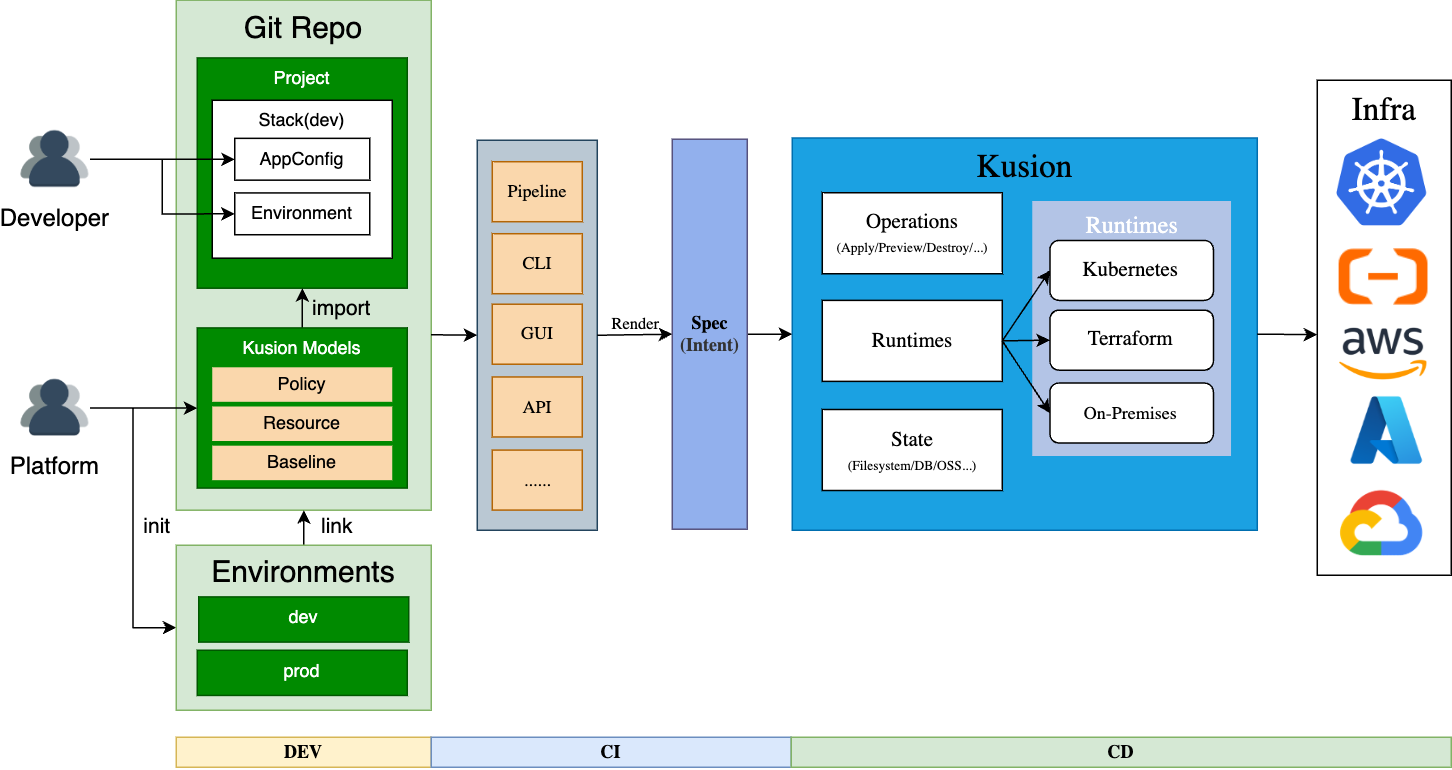 Git Repo
Project
Stack(dev)
AppConfig
Environment
Developer
import
Kusion Models
Policy
Resource
Baseline
Platform
init
link
Environments
dev
prod
Pipeline
CLI
GUI
API
......
Render
Spec
(Intent)
Kusion
Operations
(Apply/Preview/Destroy/...)
Runtimes
State
(Filesystem/DB/OSS...)
Runtimes
Kubernetes
Terraform
On-Premises
Infra
aws
DEV
CI
CD